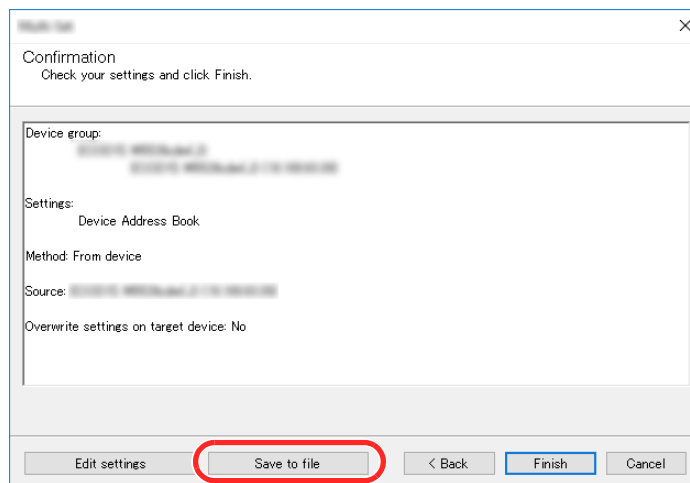 Confirmation
Check your settings and click Finish.
Device group:
Settings:
Device Address Book
Method: From device
Source:
Overwrite settings on target device: No
Edit settings
Save to file
< Back
Finish
Cancel